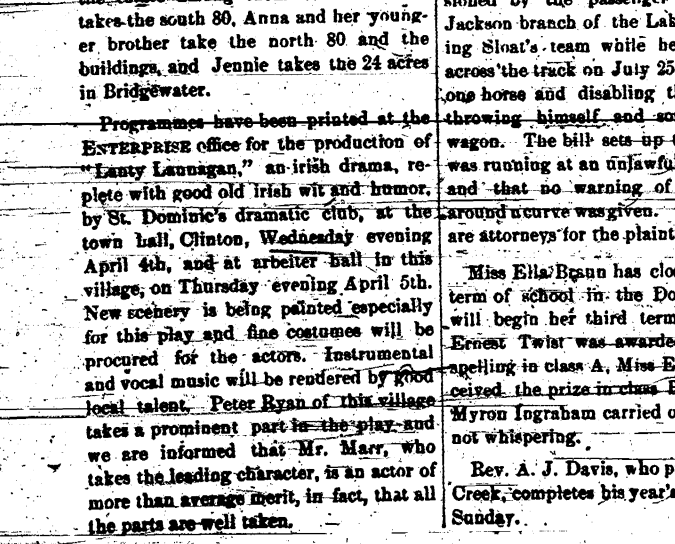 takes the south 80, Anna and her young-
er brother take the north 80 and the
buildings, and Jennie takes the 24 acres
in Bridgewater.
Programmes have been printed at the
ENTERPRISE office for the production of
"Lanty Lannagan," an irish drama, re-
plete with good old irish wit and humor,
by St. Dominic's dramatic club, at the
town hall, Clinton, Wednesday evening
April 4th, and at arbeiter hall in this
village, on Thursday evening April 5th.
New scenery is being painted especially
for this play and fine costumes will be
procured for the actors. Instrumental
and vocal music will be rendered by good
local talent. Peter Ryan of this village
takes a prominent part in the play and
we are informed that Mr. Marr, who
takes the leading character, is an actor of
more than average merit, in fact, that all
the parts are well taken.
by the passenger
Jackson branch of the Lak
ing Sloat's team while he
across the track on July 25
one horse and disabling t
throwing himself and so
wagon. The bill sets up
was running at an unlawfu
and that no warning of
around a curve was given.
are attorneys for the plaint
Miss Ella Braun has clo
term of school in the Do
will begin her third term
Ernest Twist was awarde
spelling in class A, Miss E
ceived the prize in class
Myron Ingraham carried o
not whispering.
Rev. A. J. Davis, who p
Creek, completes his year's
Sunday.